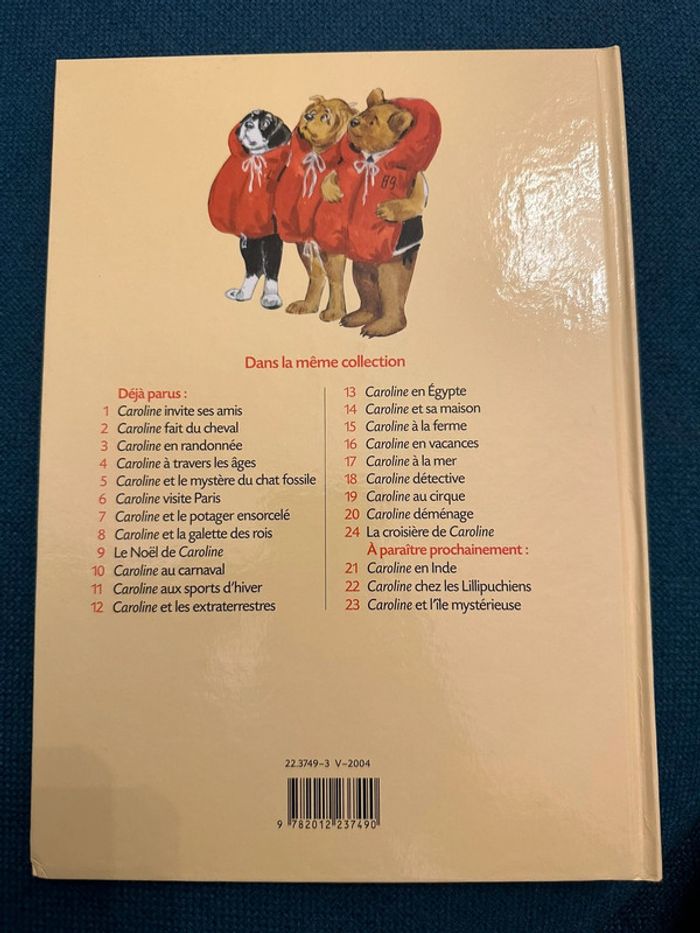 89
Dans la même collection
Déjà parus :
1 Caroline invite ses amis
2 Caroline fait du cheval
3 Caroline en randonnée
4 Caroline à travers les âges
5 Caroline et le mystère du chat fossile
6 Caroline visite Paris
7 Caroline et le potager ensorcelé
8 Caroline et la galette des rois
9 Le Noël de Caroline
10 Caroline au carnaval
11 Caroline aux sports d'hiver
12 Caroline et les extraterrestres
13 Caroline en Égypte
14 Caroline et sa maison
15 Caroline à la ferme
16 Caroline en vacances
17 Caroline à la mer
18 Caroline détective
19 Caroline au cirque
20 Caroline déménage
24 La croisière de Caroline
À paraître prochainement :
21 Caroline en Inde
22 Caroline chez les Lillipuchiens
23 Caroline et l'île mystérieuse
22.3749-3 V-2004
9 782012 237490